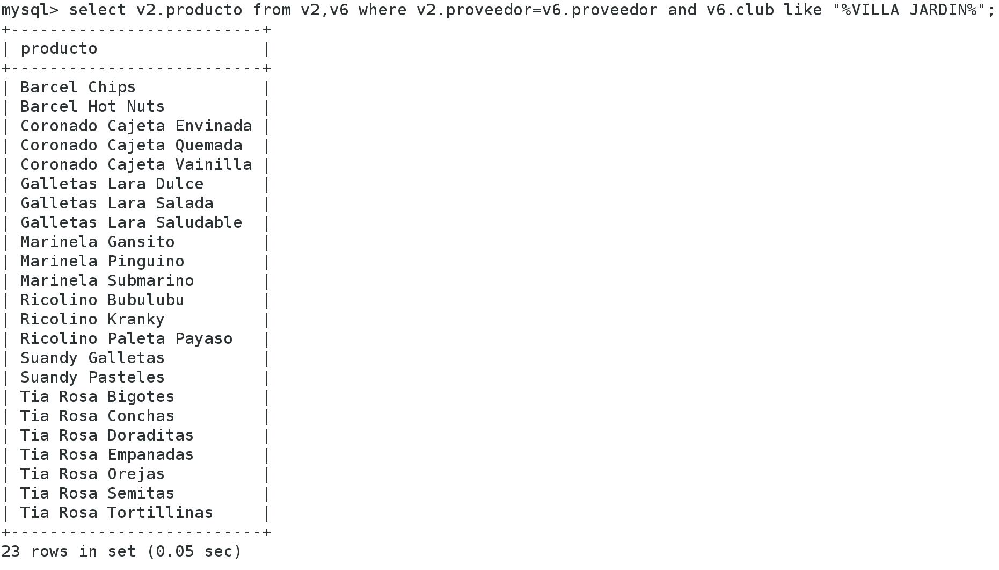 mysql> select v2.producto from v2,v6 where v2.proveedor=v6.proveedor and v6.club like "%VILLA JARDIN%";
+--------------------------+
| producto                 |
+--------------------------+
| Barcel Chips             |
| Barcel Hot Nuts          |
| Coronado Cajeta Envinada |
| Coronado Cajeta Quemada  |
| Coronado Cajeta Vainilla |
| Galletas Lara Dulce      |
| Galletas Lara Salada     |
| Galletas Lara Saludable  |
| Marinela Gansito         |
| Marinela Pinguino        |
| Marinela Submarino       |
| Ricolino Bubulubu        |
| Ricolino Kranky          |
| Ricolino Paleta Payaso   |
| Suandy Galletas          |
| Suandy Pasteles          |
| Tia Rosa Bigotes         |
| Tia Rosa Conchas         |
| Tia Rosa Doraditas       |
| Tia Rosa Empanadas       |
| Tia Rosa Orejas          |
| Tia Rosa Semitas         |
| Tia Rosa Tortillinas     |
+--------------------------+
23 rows in set (0.05 sec)